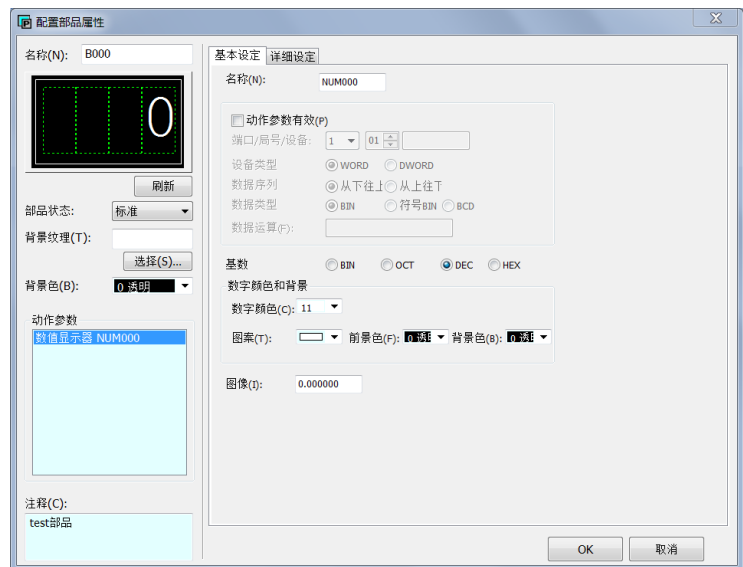 配置部品属性
名称(N): B000
0
刷新
部品状态: 标准
背景纹理(T):
选择(S)...
背景色(B): 0 透明
动作参数
数值显示器 NUM000
注释(C):
test部品
基本设定 详细设定
名称(N): NUM000
动作参数有效(P)
端口/局号/设备: 1 01
设备类型 WORD DWORD
数据序列 从下往上 从上往下
数据类型 BIN 符号BIN BCD
数据运算(F):
基数 BIN OCT DEC HEX
数字颜色和背景
数字颜色(C): 11
图案(T): 前景色(F): 0 透 背景色(B): 0 透
图像(I): 0.000000
OK 取消